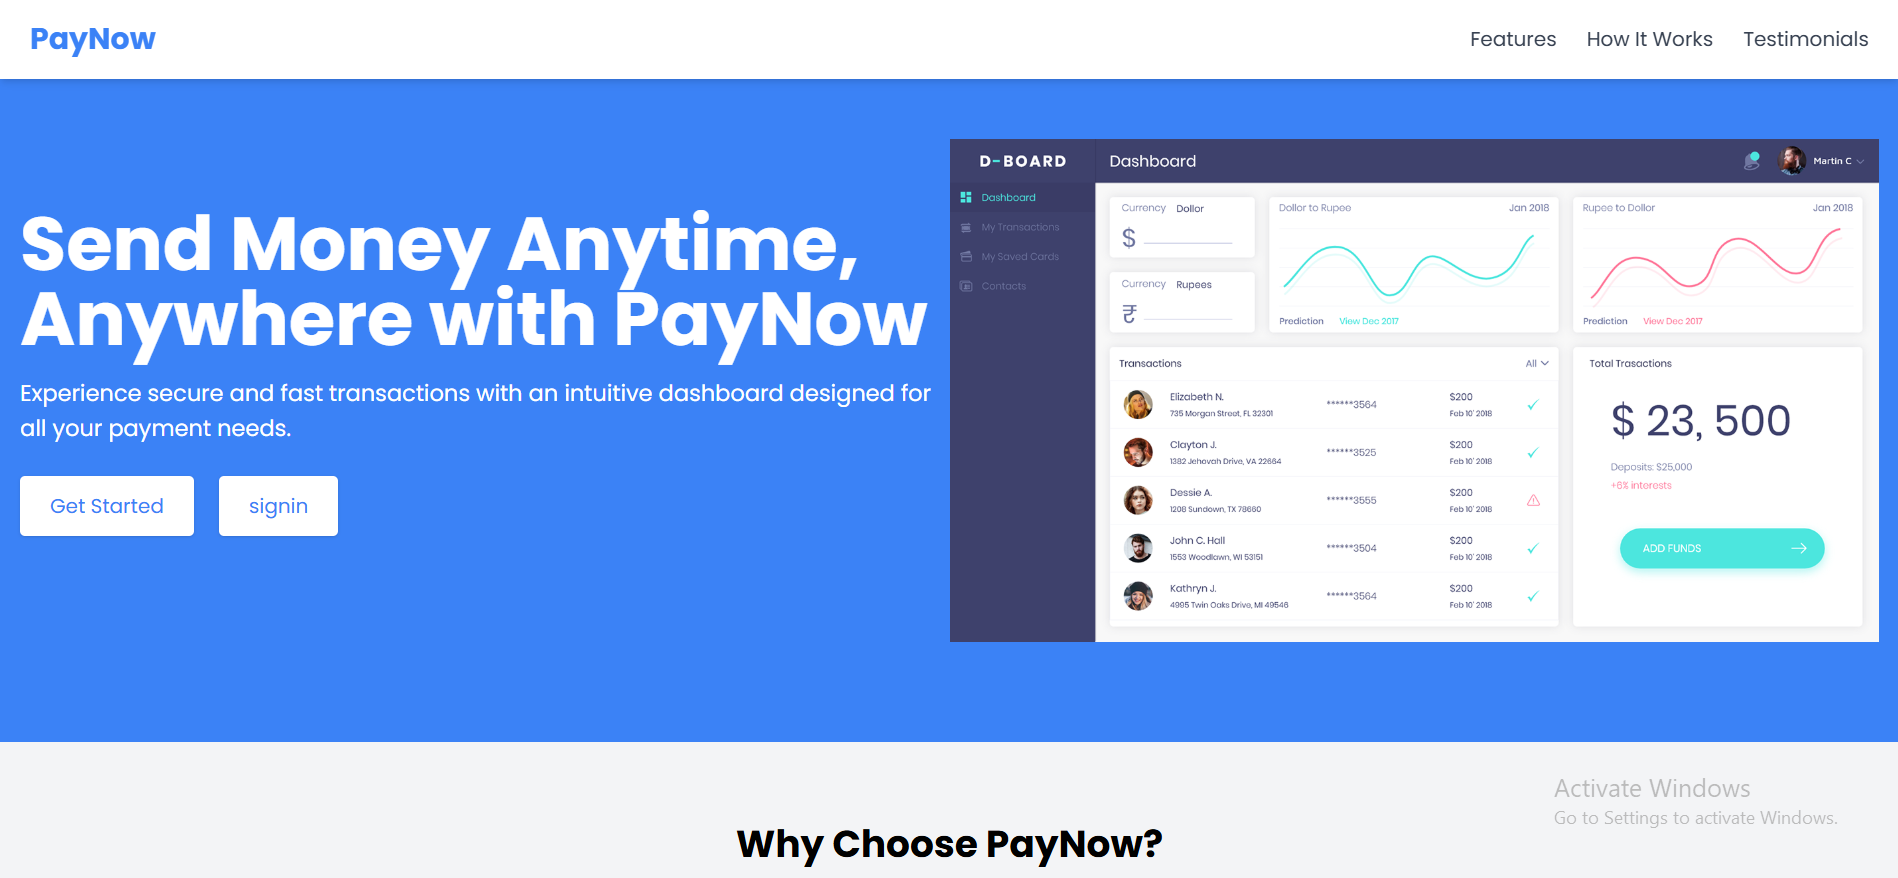 PayNow
Features How It Works Testimonials
Send Money Anytime,
Anywhere with PayNow
Experience secure and fast transactions with an intuitive dashboard designed for
all your payment needs.
Get Started signin
D-BOARD Dashboard Martin C
Dashboard
My Transactions
My Saved Cards
Contacts
Currency Dollor
$
Currency Rupees
₹
Dollor to Rupee Jan 2018
Prediction View Dec 2017
Rupee to Dollor Jan 2018
Prediction View Dec 2017
Transactions All
Elizabeth N. ******3564 $200
735 Morgan Street, FL 32301 Feb 10' 2018
Clayton J. ******3525 $200
1382 Jehovah Drive, VA 22664 Feb 10' 2018
Dessie A. ******3555 $200
1208 Sundown, TX 78660 Feb 10' 2018
John C. Hall ******3504 $200
1553 Woodlawn, WI 53151 Feb 10' 2018
Kathryn J. ******3564 $200
4995 Twin Oaks Drive, MI 49546 Feb 10' 2018
Total Trasactions
$ 23, 500
Deposits: $25,000
+6% interests
ADD FUNDS
Activate Windows
Go to Settings to activate Windows.
Why Choose PayNow?